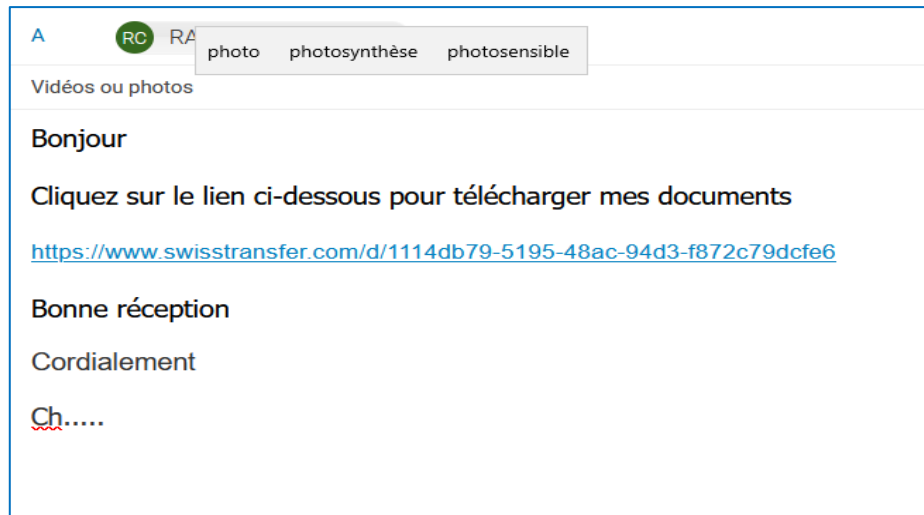 A RC RA
photo photosynthèse photosensible
Vidéos ou photos
Bonjour
Cliquez sur le lien ci-dessous pour télécharger mes documents
https://www.swisstransfer.com/d/1114db79-5195-48ac-94d3-f872c79dcfe6
Bonne réception
Cordialement
Ch.....